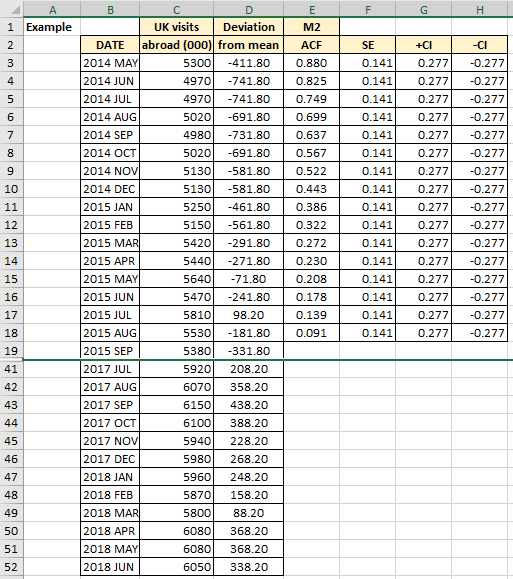 A B C D E F G H
1 Example UK visits Deviation M2
2 DATE abroad (000) from mean ACF SE +CI -CI
3 2014 MAY 5300 -411.80 0.880 0.141 0.277 -0.277
4 2014 JUN 4970 -741.80 0.825 0.141 0.277 -0.277
5 2014 JUL 4970 -741.80 0.749 0.141 0.277 -0.277
6 2014 AUG 5020 -691.80 0.699 0.141 0.277 -0.277
7 2014 SEP 4980 -731.80 0.637 0.141 0.277 -0.277
8 2014 OCT 5020 -691.80 0.567 0.141 0.277 -0.277
9 2014 NOV 5130 -581.80 0.522 0.141 0.277 -0.277
10 2014 DEC 5130 -581.80 0.443 0.141 0.277 -0.277
11 2015 JAN 5250 -461.80 0.386 0.141 0.277 -0.277
12 2015 FEB 5150 -561.80 0.322 0.141 0.277 -0.277
13 2015 MAR 5420 -291.80 0.272 0.141 0.277 -0.277
14 2015 APR 5440 -271.80 0.230 0.141 0.277 -0.277
15 2015 MAY 5640 -71.80 0.208 0.141 0.277 -0.277
16 2015 JUN 5470 -241.80 0.178 0.141 0.277 -0.277
17 2015 JUL 5810 98.20 0.139 0.141 0.277 -0.277
18 2015 AUG 5530 -181.80 0.091 0.141 0.277 -0.277
19 2015 SEP 5380 -331.80
41 2017 JUL 5920 208.20
42 2017 AUG 6070 358.20
43 2017 SEP 6150 438.20
44 2017 OCT 6100 388.20
45 2017 NOV 5940 228.20
46 2017 DEC 5980 268.20
47 2018 JAN 5960 248.20
48 2018 FEB 5870 158.20
49 2018 MAR 5800 88.20
50 2018 APR 6080 368.20
51 2018 MAY 6080 368.20
52 2018 JUN 6050 338.20